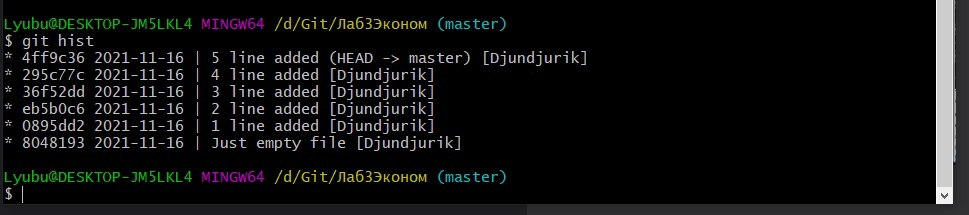 Lyubu@DESKTOP-JM5LKL4 MINGW64 /d/Git/Лаб3Эконом (master)
$ git hist
* 4ff9c36 2021-11-16 | 5 line added (HEAD -> master) [Djundjurik]
* 295c77c 2021-11-16 | 4 line added [Djundjurik]
* 36f52dd 2021-11-16 | 3 line added [Djundjurik]
* eb5b0c6 2021-11-16 | 2 line added [Djundjurik]
* 0895dd2 2021-11-16 | 1 line added [Djundjurik]
* 8048193 2021-11-16 | Just empty file [Djundjurik]
Lyubu@DESKTOP-JM5LKL4 MINGW64 /d/Git/Лаб3Эконом (master)
$